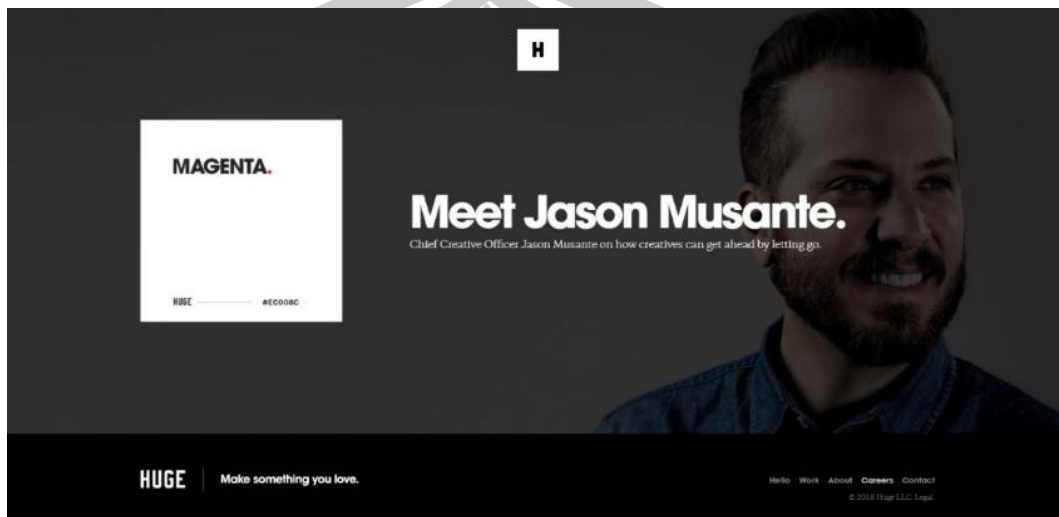 H
MAGENTA.
HUGE
#EC008C
Meet Jason Musante.
Chief Creative Officer Jason Musante on how creatives can get ahead by letting go.
HUGE
Make something you love.
Hello Work About Careers Contact
© 2018 Huge LLC. Legal.